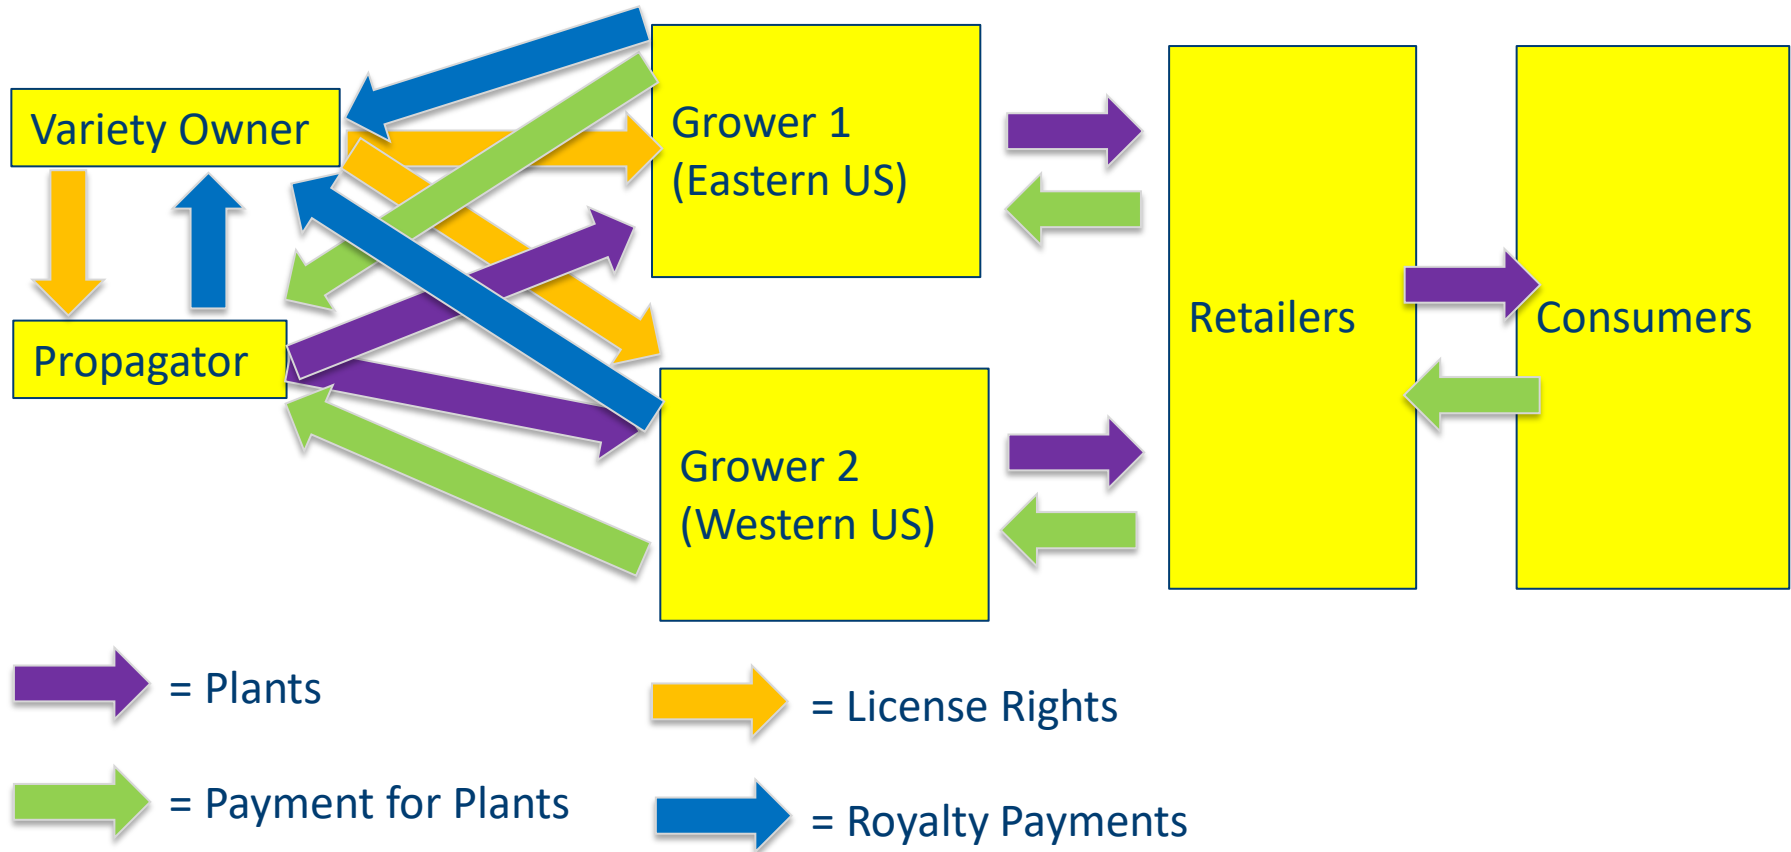 Variety Owner
Propagator
Grower 1
(Eastern US)
Grower 2
(Western US)
Retailers
Consumers
= Plants
= License Rights
= Payment for Plants
= Royalty Payments